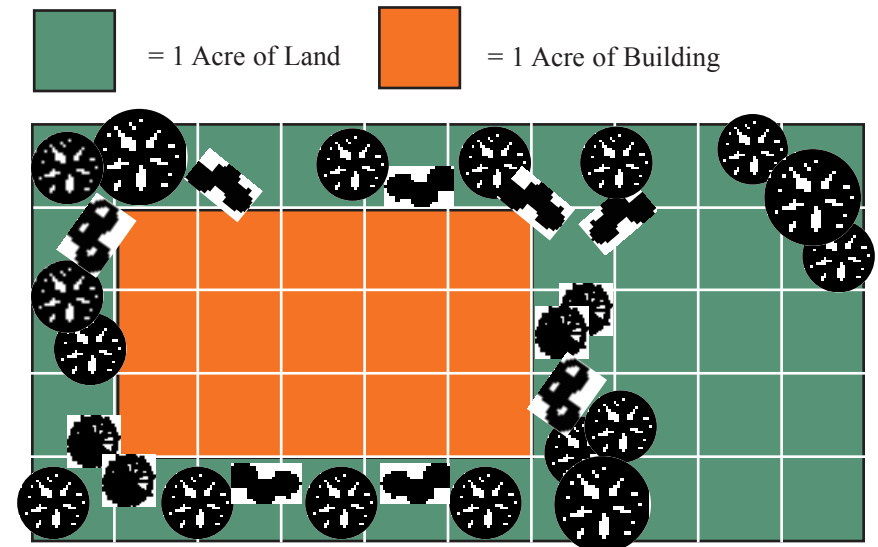 = 1 Acre of Land
= 1 Acre of Building